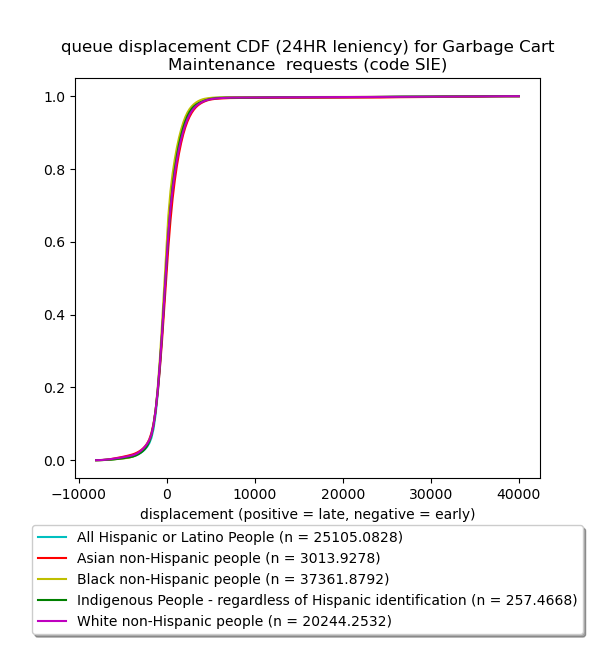 queue displacement CDF (24HR leniency) for Garbage Cart
Maintenance  requests (code SIE)
1.0
0.8
0.6
0.4
0.2
0.0
−10000 0 10000 20000 30000 40000
displacement (positive = late, negative = early)
All Hispanic or Latino People (n = 25105.0828)
Asian non-Hispanic people (n = 3013.9278)
Black non-Hispanic people (n = 37361.8792)
Indigenous People - regardless of Hispanic identification (n = 257.4668)
White non-Hispanic people (n = 20244.2532)